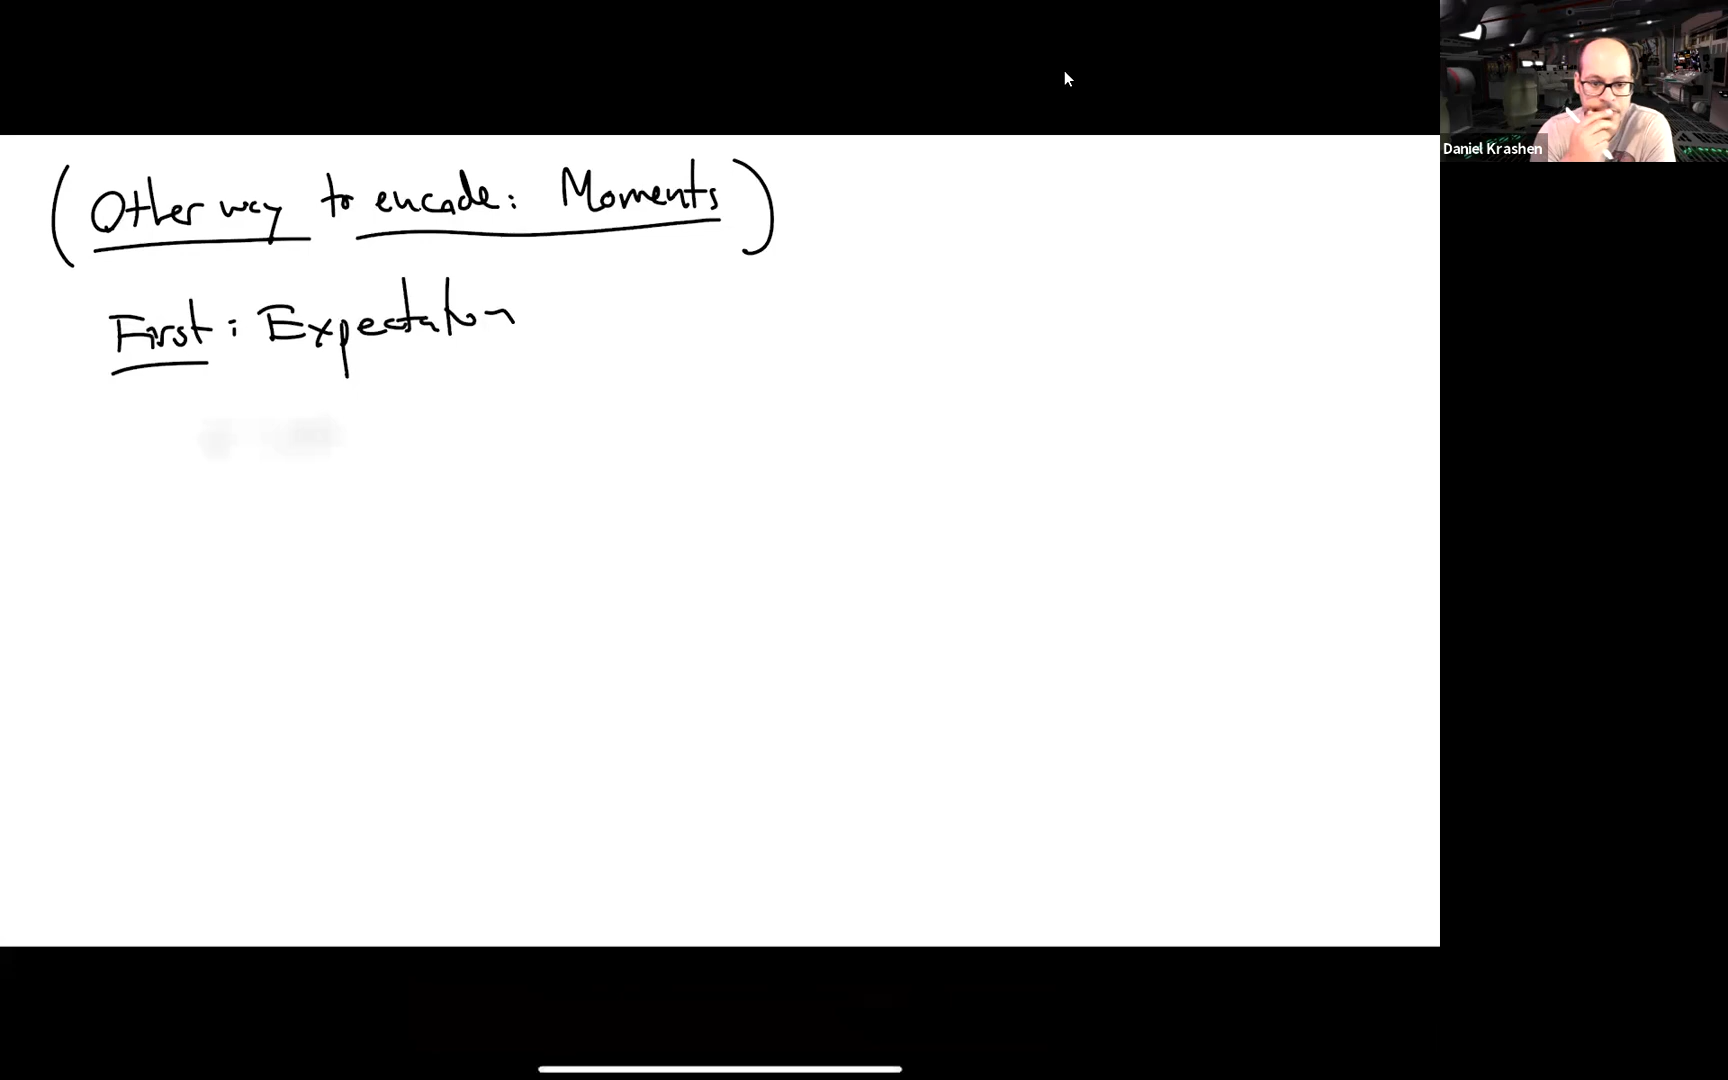 (Other way to encode: Moments)
First: Expectation
Daniel Krashen